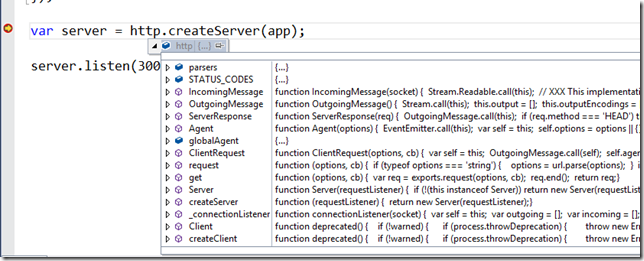 });
var server = http.createServer(app);
http {...}
server.listen(300
parsers {...}
STATUS_CODES {...}
IncomingMessage function IncomingMessage(socket) { Stream.Readable.call(this); // XXX This implementati
OutgoingMessage function OutgoingMessage() { Stream.call(this); this.output = []; this.outputEncodings =
ServerResponse function ServerResponse(req) { OutgoingMessage.call(this); if (req.method === 'HEAD') t
Agent function Agent(options) { EventEmitter.call(this); var self = this; self.options = options || {
globalAgent {...}
ClientRequest function ClientRequest(options, cb) { var self = this; OutgoingMessage.call(self); self.agen
request function (options, cb) { if (typeof options === 'string') { options = url.parse(options); } i
get function (options, cb) { var req = exports.request(options, cb); req.end(); return req;}
Server function Server(requestListener) { if (!(this instanceof Server)) return new Server(requestList
createServer function (requestListener) { return new Server(requestListener);}
_connectionListener function connectionListener(socket) { var self = this; var outgoing = []; var incoming = [];
Client function deprecated() { if (!warned) { if (process.throwDeprecation) { throw new Err
createClient function deprecated() { if (!warned) { if (process.throwDeprecation) { throw new Err